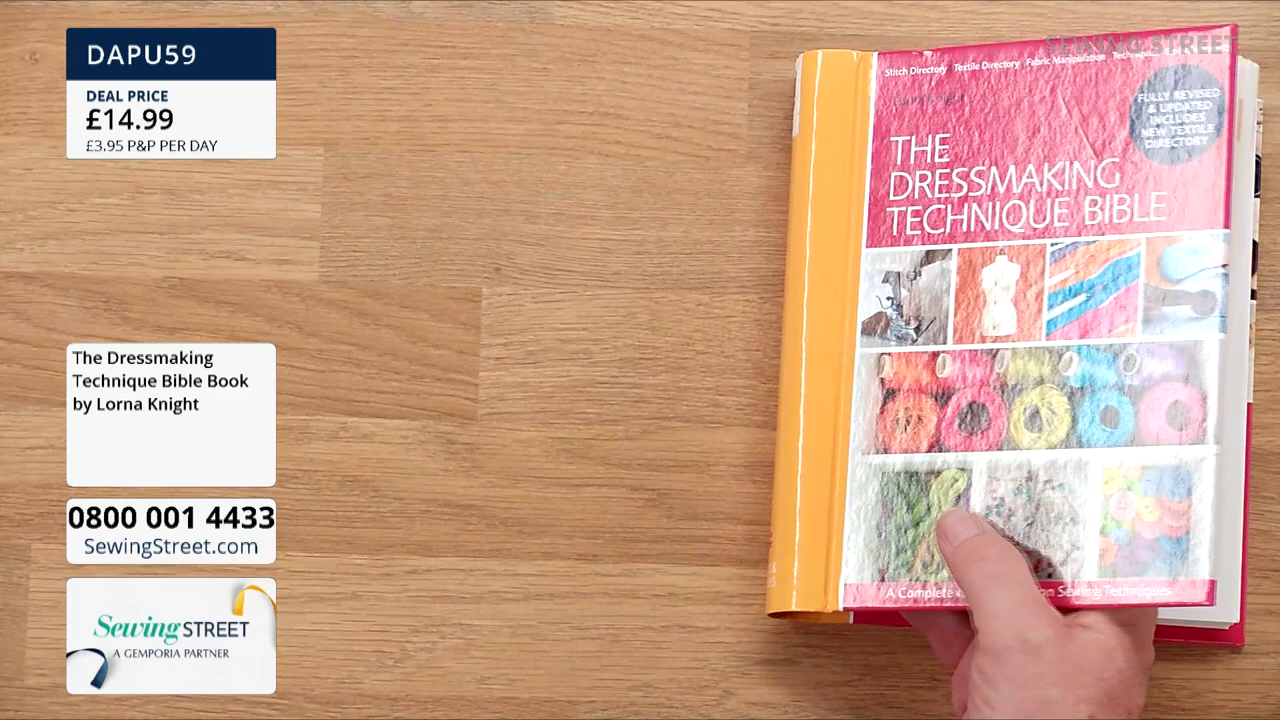 DAPU59
DEAL PRICE
£14.99
£3.95 P&P PER DAY
The Dressmaking
Technique Bible Book
by Lorna Knight
0800 001 4433
SewingStreet.com
Sewing STREET
A GEMPORIA PARTNER
SEWING STREET
Stitch Directory Textile Directory Fabric Manipulation
FULLY REVISED
& UPDATED
INCLUDES
NEW TEXTILE
DIRECTORY
THE
DRESSMAKING
TECHNIQUE BIBLE
A Complete Sewing Techniques